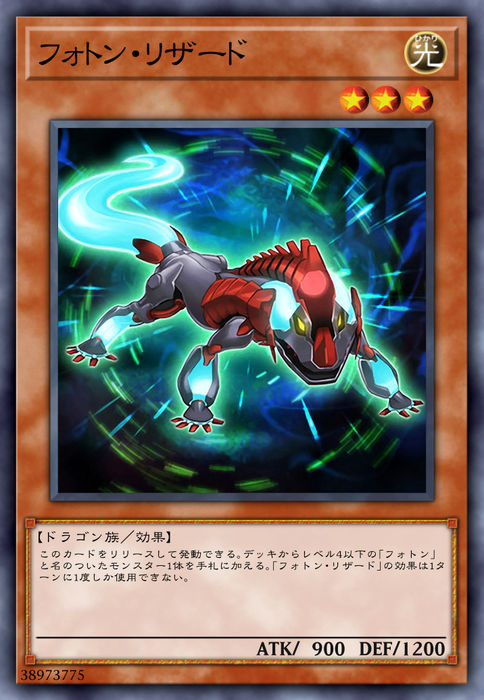 フォトン・リザード
ひかり
光
【ドラゴン族／効果】
このカードをリリースして発動できる。デッキからレベル4以下の「フォトン」
と名のついたモンスター1体を手札に加える。「フォトン・リザード」の効果は1タ
ーンに1度しか使用できない。
ATK/ 900 DEF/1200
38973775